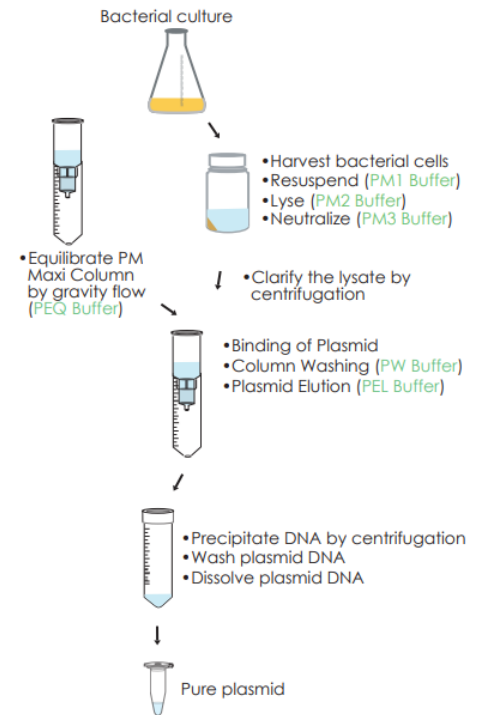 Bacterial culture
•Harvest bacterial cells
•Resuspend (PM1 Buffer)
•Lyse (PM2 Buffer)
•Neutralize (PM3 Buffer)
•Equilibrate PM
Maxi Column
by gravity flow
(PEQ Buffer)
•Clarify the lysate by
centrifugation
•Binding of Plasmid
•Column Washing (PW Buffer)
•Plasmid Elution (PEL Buffer)
•Precipitate DNA by centrifugation
•Wash plasmid DNA
•Dissolve plasmid DNA
Pure plasmid